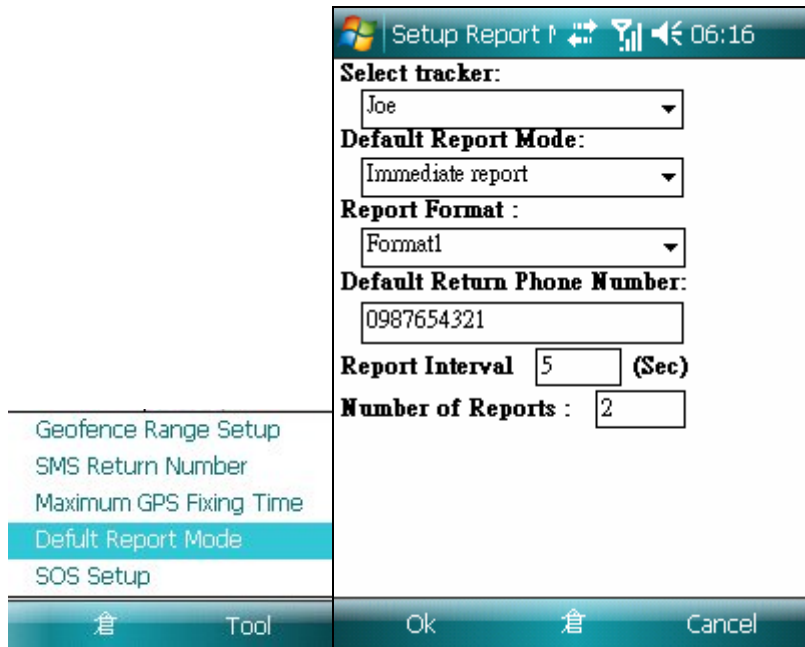 Geofence Range Setup
SMS Return Number
Maximum GPS Fixing Time
Defult Report Mode
SOS Setup
倉 Tool
Setup Report 06:16
Select tracker:
Joe
Default Report Mode:
Immediate report
Report Format :
Format1
Default Return Phone Number:
0987654321
Report Interval 5 (Sec)
Number of Reports : 2
Ok 倉 Cancel